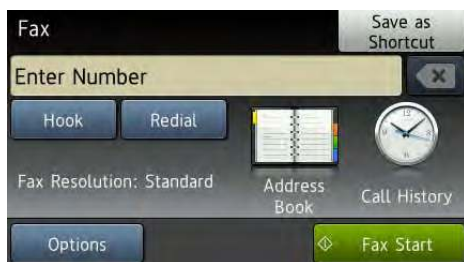 Fax
Save as
Shortcut
Enter Number
Hook
Redial
Fax Resolution: Standard
Address
Book
Call History
Options
Fax Start